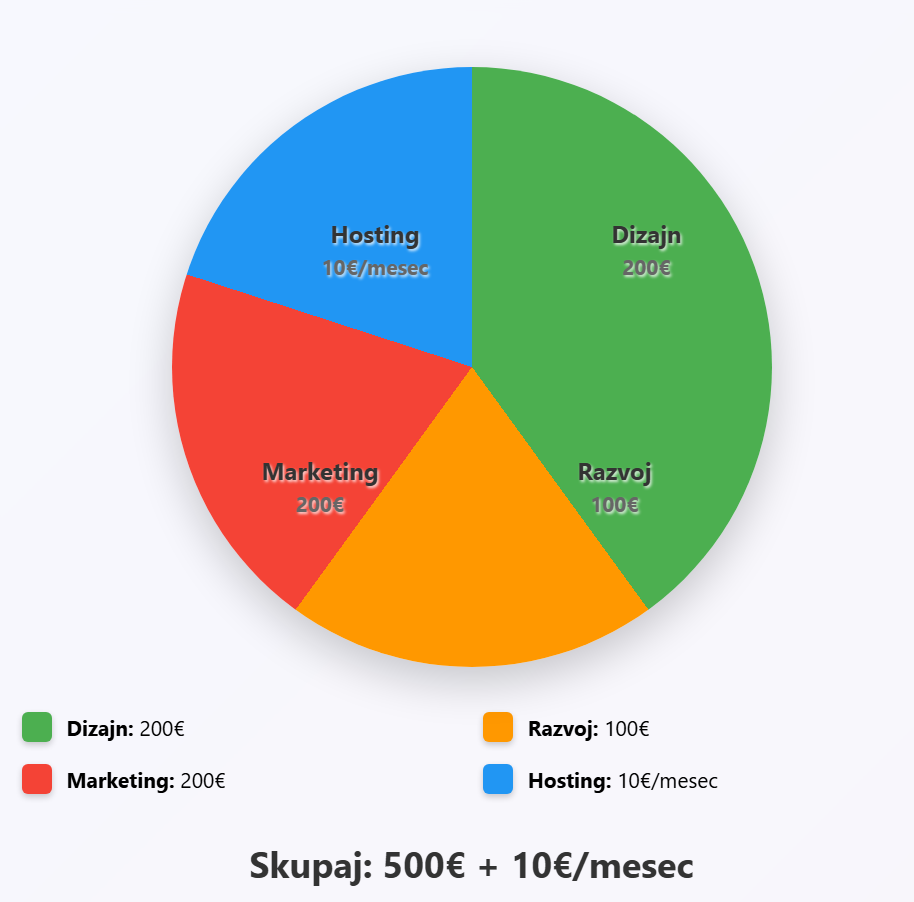 Hosting
10€/mesec
Dizajn
200€
Marketing
200€
Razvoj
100€
Dizajn: 200€
Razvoj: 100€
Marketing: 200€
Hosting: 10€/mesec
Skupaj: 500€ + 10€/mesec